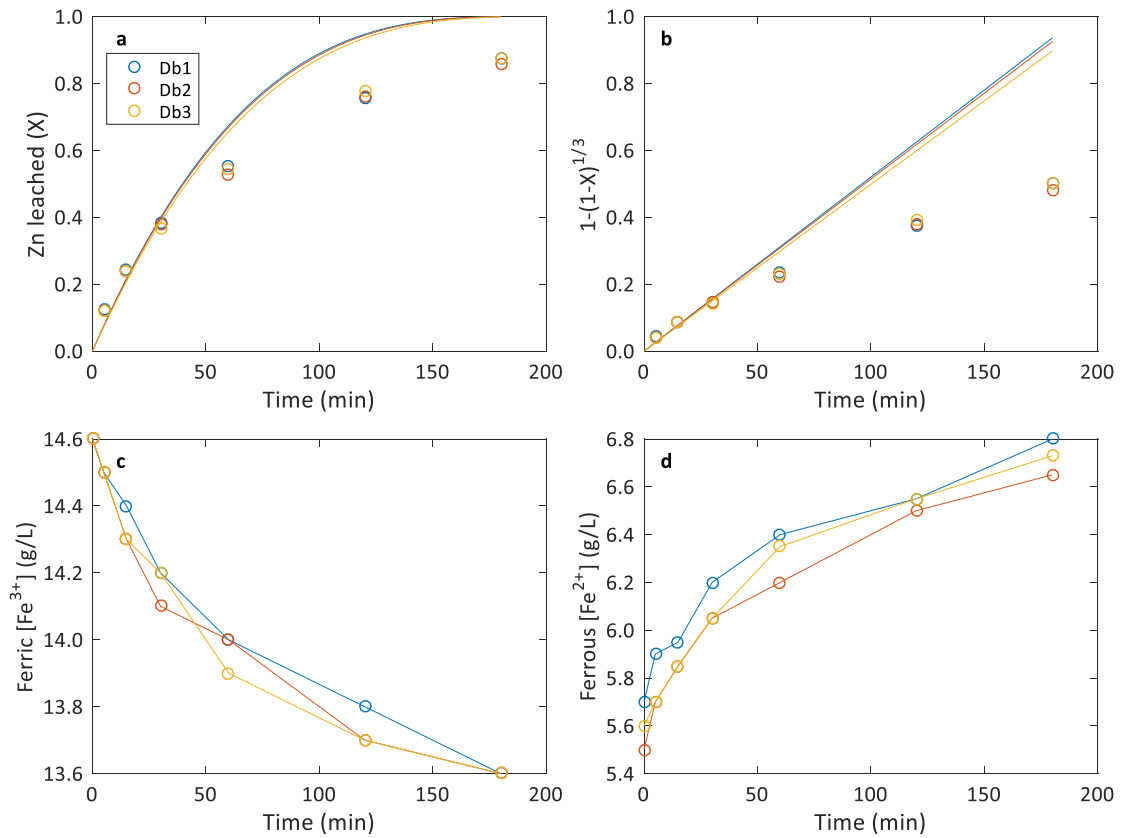 a
Db1
Db2
Db3
Zn leached (X)
1.0
0.8
0.6
0.4
0.2
0.0
0 50 100 150 200
Time (min)
b
1-(1-X)^1/3
1.0
0.8
0.6
0.4
0.2
0.0
0 50 100 150 200
Time (min)
c
Ferric [Fe³⁺] (g/L)
14.6
14.4
14.2
14.0
13.8
13.6
0 50 100 150 200
Time (min)
d
Ferrous [Fe²⁺] (g/L)
6.8
6.6
6.4
6.2
6.0
5.8
5.6
5.4
0 50 100 150 200
Time (min)